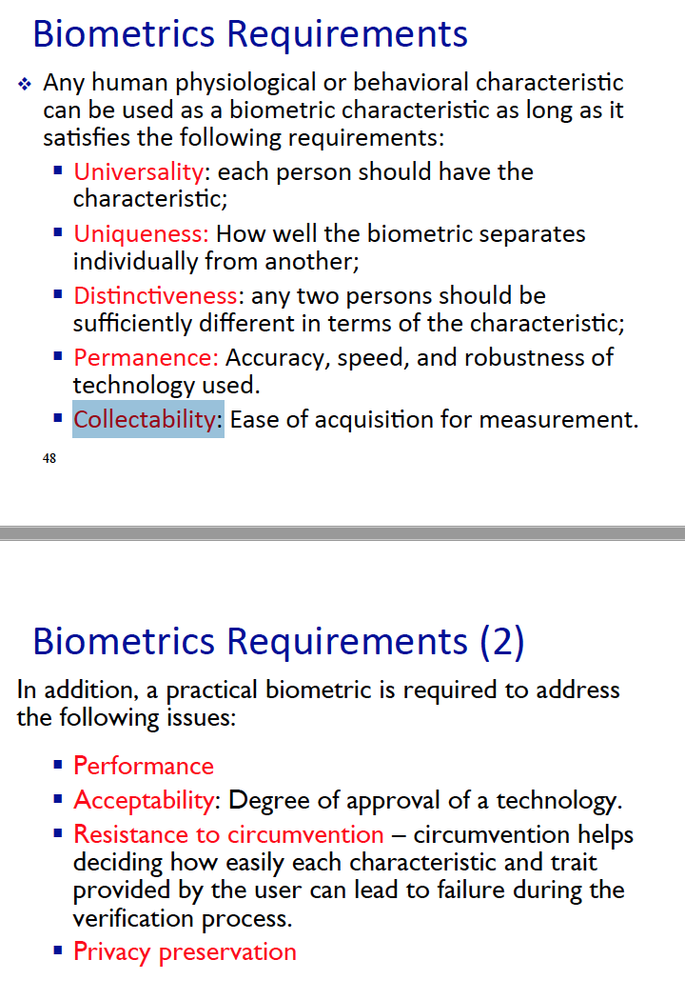 Biometrics Requirements
❖ Any human physiological or behavioral characteristic
can be used as a biometric characteristic as long as it
satisfies the following requirements:
▪ Universality: each person should have the
characteristic;
▪ Uniqueness: How well the biometric separates
individually from another;
▪ Distinctiveness: any two persons should be
sufficiently different in terms of the characteristic;
▪ Permanence: Accuracy, speed, and robustness of
technology used.
▪ Collectability: Ease of acquisition for measurement.
48
Biometrics Requirements (2)
In addition, a practical biometric is required to address
the following issues:
▪ Performance
▪ Acceptability: Degree of approval of a technology.
▪ Resistance to circumvention – circumvention helps
deciding how easily each characteristic and trait
provided by the user can lead to failure during the
verification process.
▪ Privacy preservation